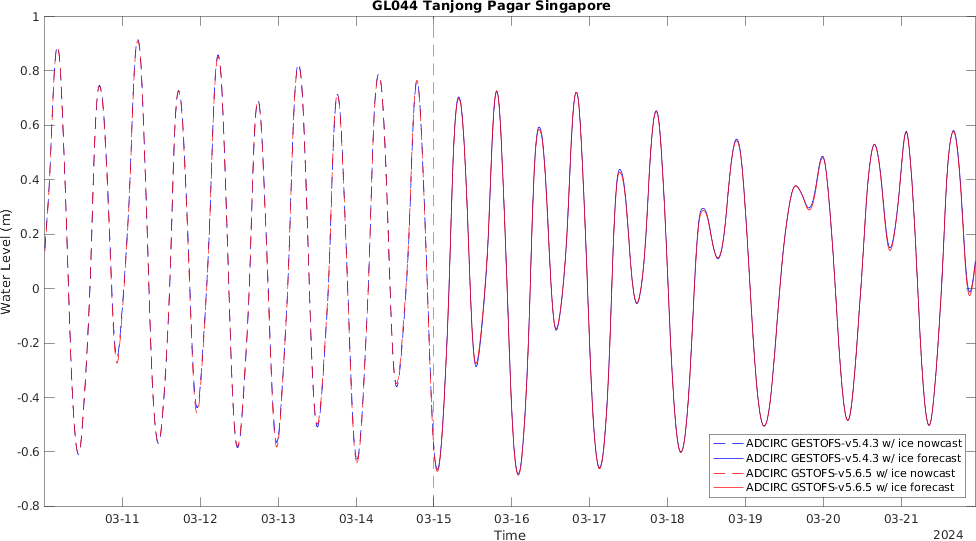 GL044 Tanjong Pagar Singapore
Water Level (m)
1
0.8
0.6
0.4
0.2
0
-0.2
-0.4
-0.6
-0.8
ADCIRC GESTOFS-v5.4.3 w/ ice nowcast
ADCIRC GESTOFS-v5.4.3 w/ ice forecast
ADCIRC GSTOFS-v5.6.5 w/ ice nowcast
ADCIRC GSTOFS-v5.6.5 w/ ice forecast
03-11 03-12 03-13 03-14 03-15 03-16 03-17 03-18 03-19 03-20 03-21
Time
2024